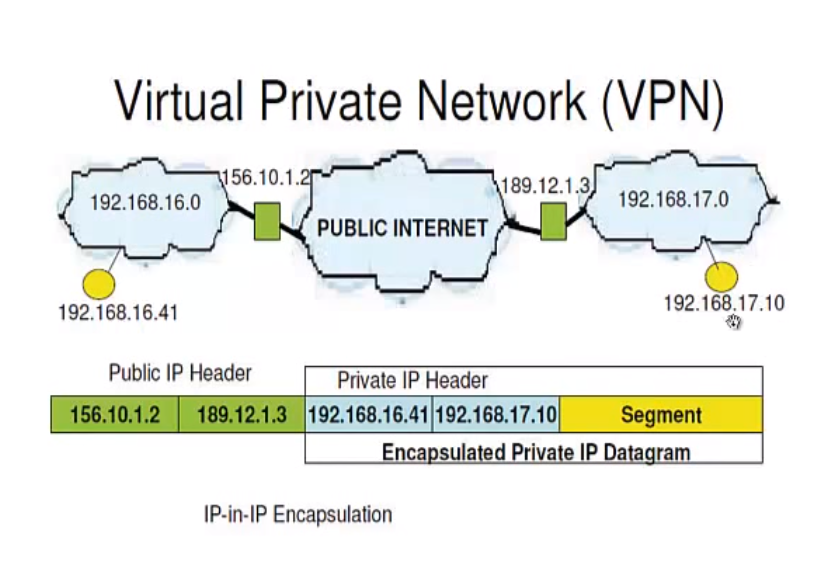 Virtual Private Network (VPN)
156.10.1.2
189.12.1.3
192.168.16.0
PUBLIC INTERNET
192.168.17.0
192.168.16.41
192.168.17.10
Public IP Header
Private IP Header
156.10.1.2 189.12.1.3 192.168.16.41 192.168.17.10 Segment
Encapsulated Private IP Datagram
IP-in-IP Encapsulation